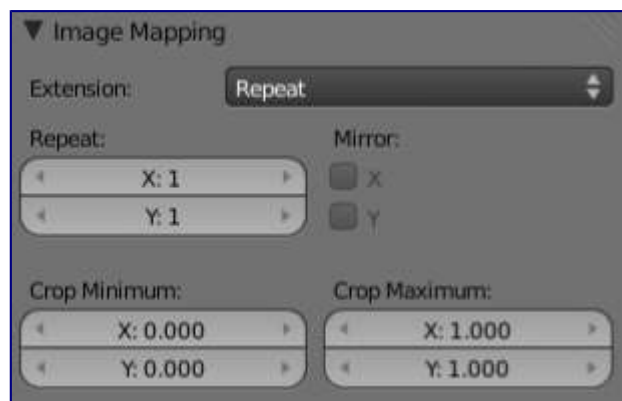 Image Mapping
Extension: Repeat
Repeat: Mirror:
X: 1 X
Y: 1 Y
Crop Minimum: Crop Maximum:
X: 0.000 X: 1.000
Y: 0.000 Y: 1.000